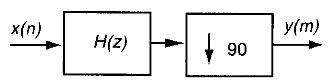 x(n) H(z) ↓ 90 y(m)